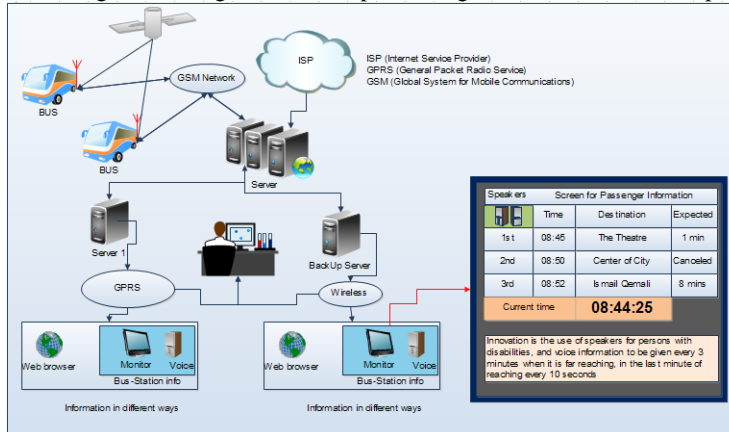 ISP
ISP (Internet Service Provider)
GPRS (General Packet Radio Service)
GSM (Global System for Mobile Communications)
GSM Network
BUS
BUS
Server
Server 1
BackUp Server
GPRS
Wireless
Web browser
Monitor Voice
Bus-Station info
Web browser
Monitor Voice
Bus-Station info
Information in different ways
Information in different ways
Speakers Screen for Passenger Information
Time Destination Expected
1st 08:45 The Theatre 1 min
2nd 08:50 Center of City Canceled
3rd 08:52 Ismail Qemali 8 mins
Current time 08:44:25
Innovation is the use of speakers for persons with
disabilities, and voice information to be given every 3
minutes when it is far reaching, in the last minute of
reaching every 10 seconds